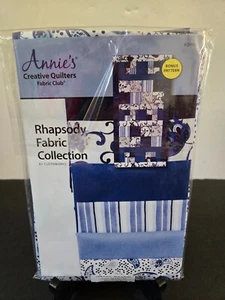 Annie's
Creative Quilters
Fabric Club
BONUS
PATTERN
Rhapsody
Fabric
Collection